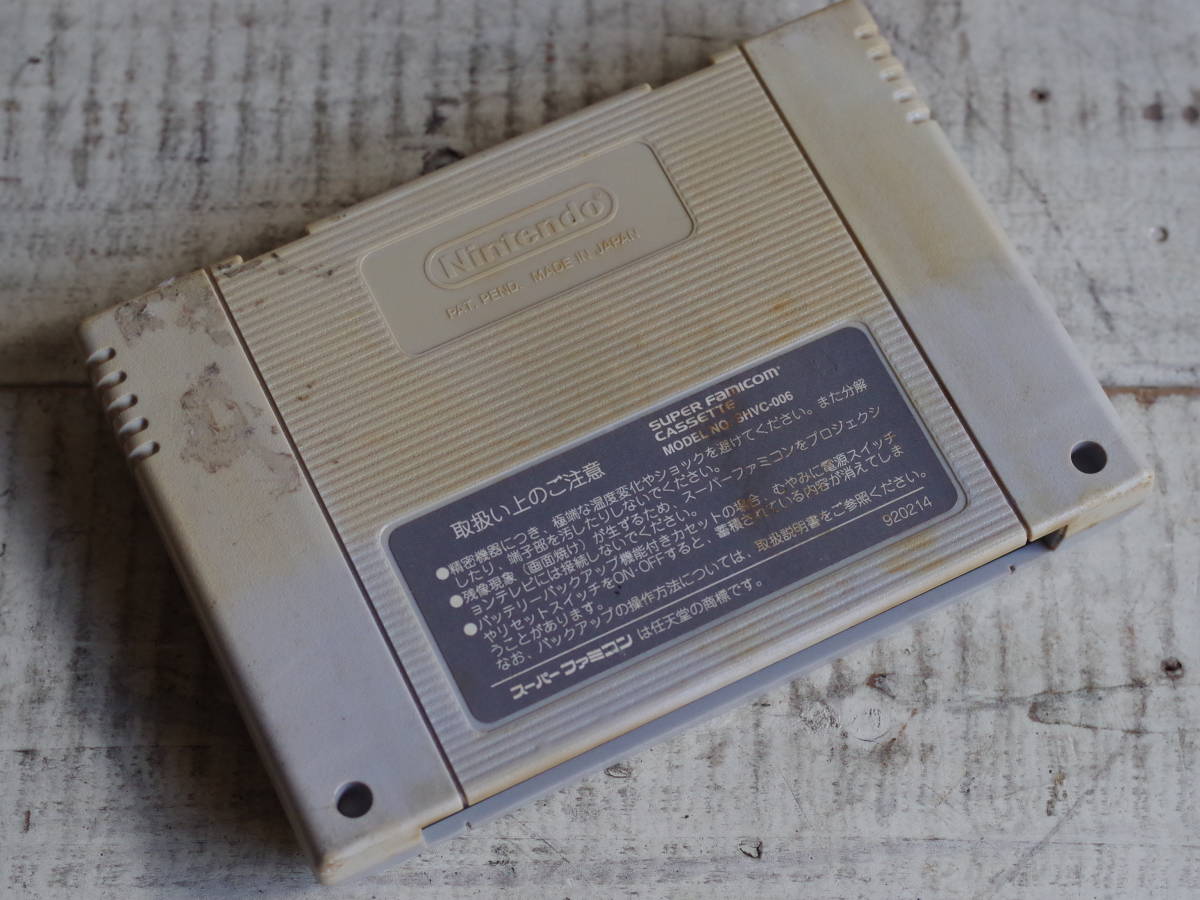 Nintendo®
PAT. PEND. MADE IN JAPAN
SUPER FAMICOM®
CASSETTE
MODEL NO. SHVC-006
取扱い上のご注意
●精密機器につき、極端な温度変化やショックを避けてください。また分解
したり、端子部を汚したりしないでください。
●残像現象（画面焼け）が生ずるため、スーパーファミコンをプロジェクシ
ョンテレビには接続しないでください。
●バッテリーバックアップ機能付きカセットの場合、むやみに電源スイッチ
やリセットスイッチをON・OFFすると、蓄積されている内容が消えてしま
うことがあります。
なお、バックアップの操作方法については、取扱説明書をご参照ください。
スーパーファミコンは任天堂の商標です。
920214